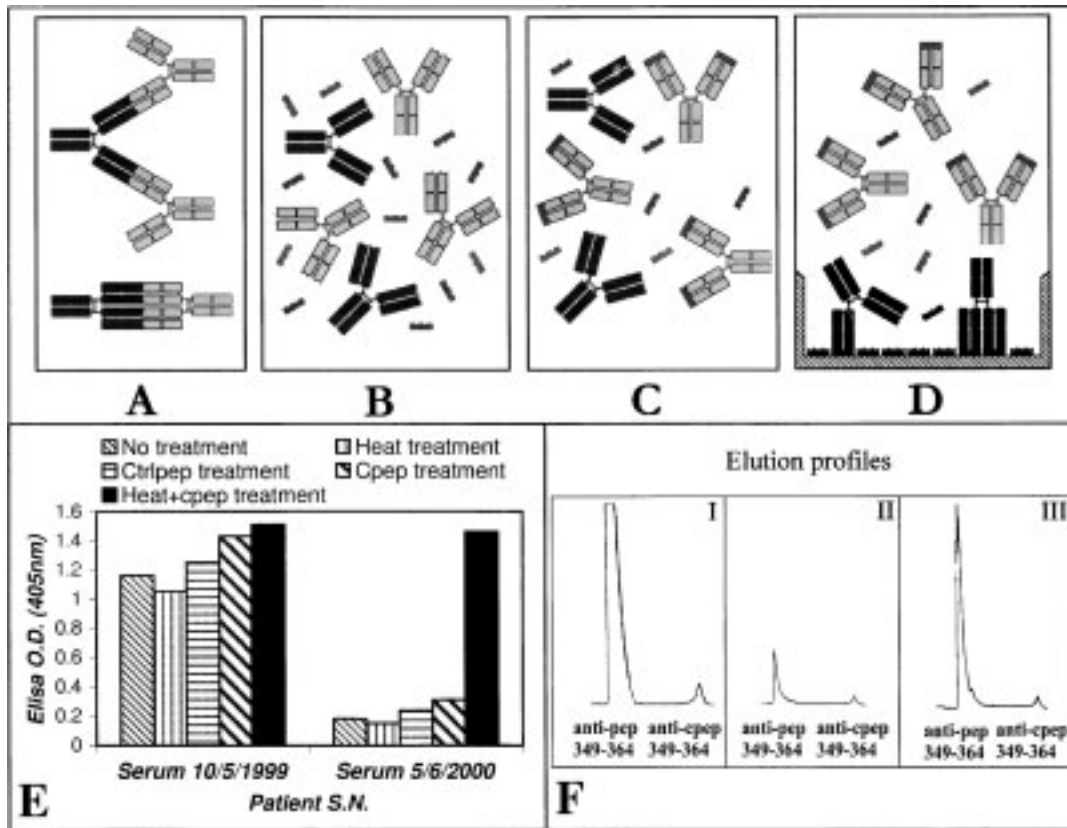 A
B
C
D
No treatment
Heat treatment
Ctrlpep treatment
Cpep treatment
Heat+cpep treatment
1.6
1.4
1.2
1
0.8
0.6
0.4
0.2
0
Elisa O.D. (405nm)
Serum 10/5/1999
Serum 5/6/2000
Patient S.N.
E
Elution profiles
I
II
III
anti-pep anti-cpep
349-364 349-364
anti-pep anti-cpep
349-364 349-364
anti-pep anti-cpep
349-364 349-364
F